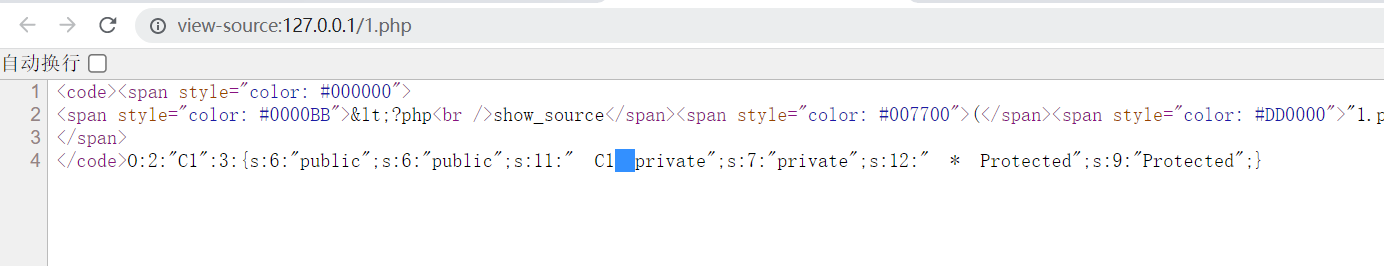 view-source:127.0.0.1/1.php
自动换行
1 <code><span style="color: #000000">
2 <span style="color: #0000BB">&lt;?php<br />show_source</span><span style="color: #007700">(</span><span style="color: #DD0000">"1.p
3 </span>
4 </code>O:2:"C1":3:{s:6:"public";s:6:"public";s:11:"  C1  private";s:7:"private";s:12:"  *  Protected";s:9:"Protected";}